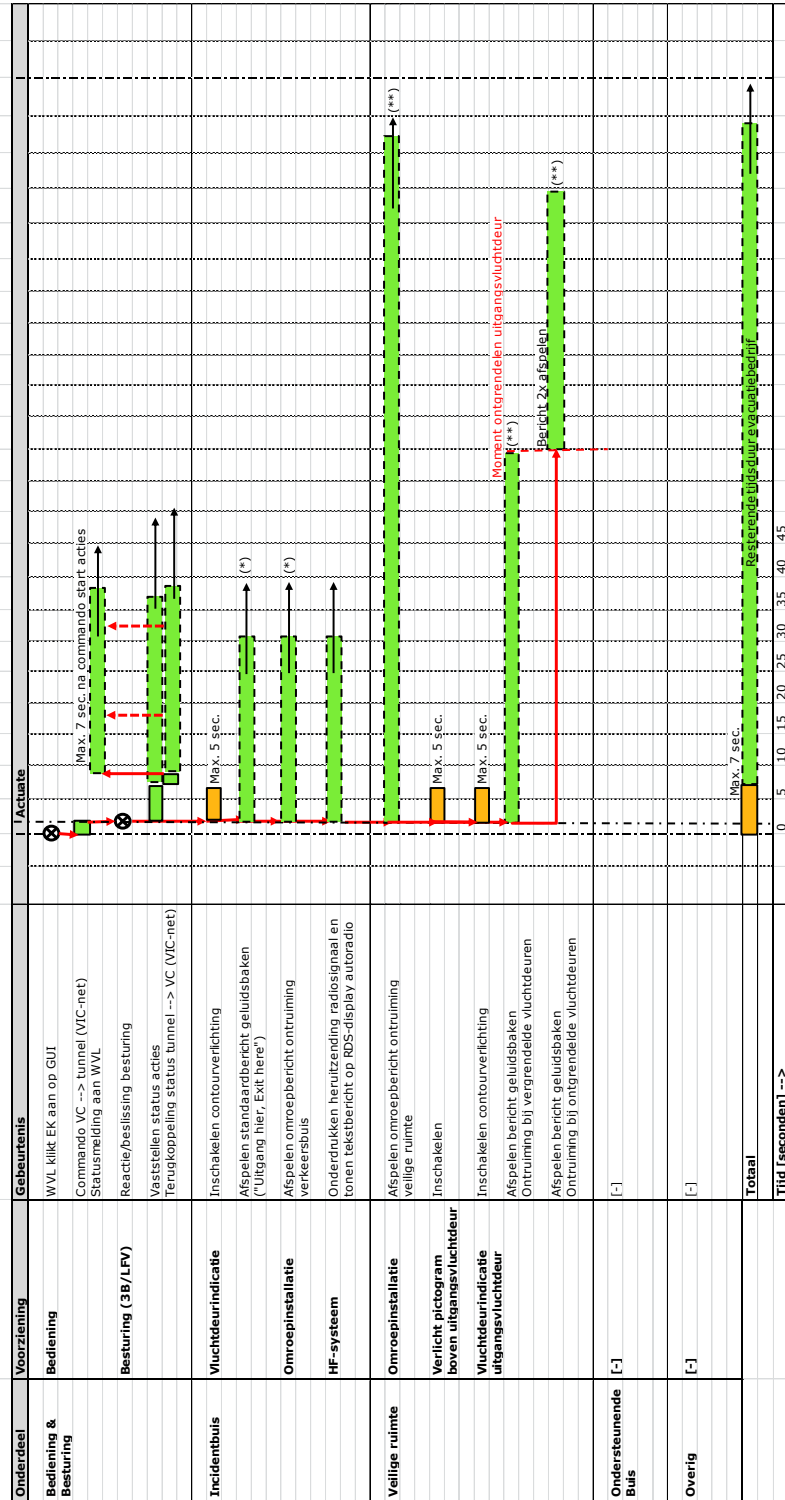 Onderdeel
Voorziening
Gebeurtenis
Actuate
Bediening &
Besturing
Bediening
WVL klikt EK aan op GUI
Commando VC --> tunnel (VIC-net)
Statusmelding aan WVL
Max. 7 sec. na commando start acties
Besturing (3B/LFV)
Reactie/beslissing besturing
Vaststellen status acties
Terugkoppeling status tunnel --> VC (VIC-net)
Incidentbuis
Vluchtdeurindicatie
Inschakelen contourverlichting
Max. 5 sec.
Afspelen standaardbericht geluidsbaken
("Uitgang hier, Exit here")
(*)
Omroepinstallatie
Afspelen omroepbericht ontruiming
verkeersbuis
(*)
HF-systeem
Onderdrukken heruitzending radiosignaal en
tonen tekstbericht op RDS-display autoradio
Veilige ruimte
Omroepinstallatie
Afspelen omroepbericht ontruiming
veilige ruimte
(**)
Verlicht pictogram
boven uitgangsvluchtdeur
Inschakelen
Max. 5 sec.
Vluchtdeurindicatie
uitgangsvluchtdeur
Inschakelen contourverlichting
Max. 5 sec.
Moment ontgrendelen uitgangsvluchtdeur
Afspelen bericht geluidsbaken
Ontruiming bij vergrendelde vluchtdeuren
(**)
Afspelen bericht geluidsbaken
Ontruiming bij ontgrendelde vluchtdeuren
Bericht 2x afspelen
(**)
Ondersteunende
Buis
[-]
[-]
Overig
[-]
[-]
Totaal
Max. 7 sec.
Resterende tijdsduur evacuatiebedrijf
Tijd [seconden] -->
0 5 10 15 20 25 30 35 40 45